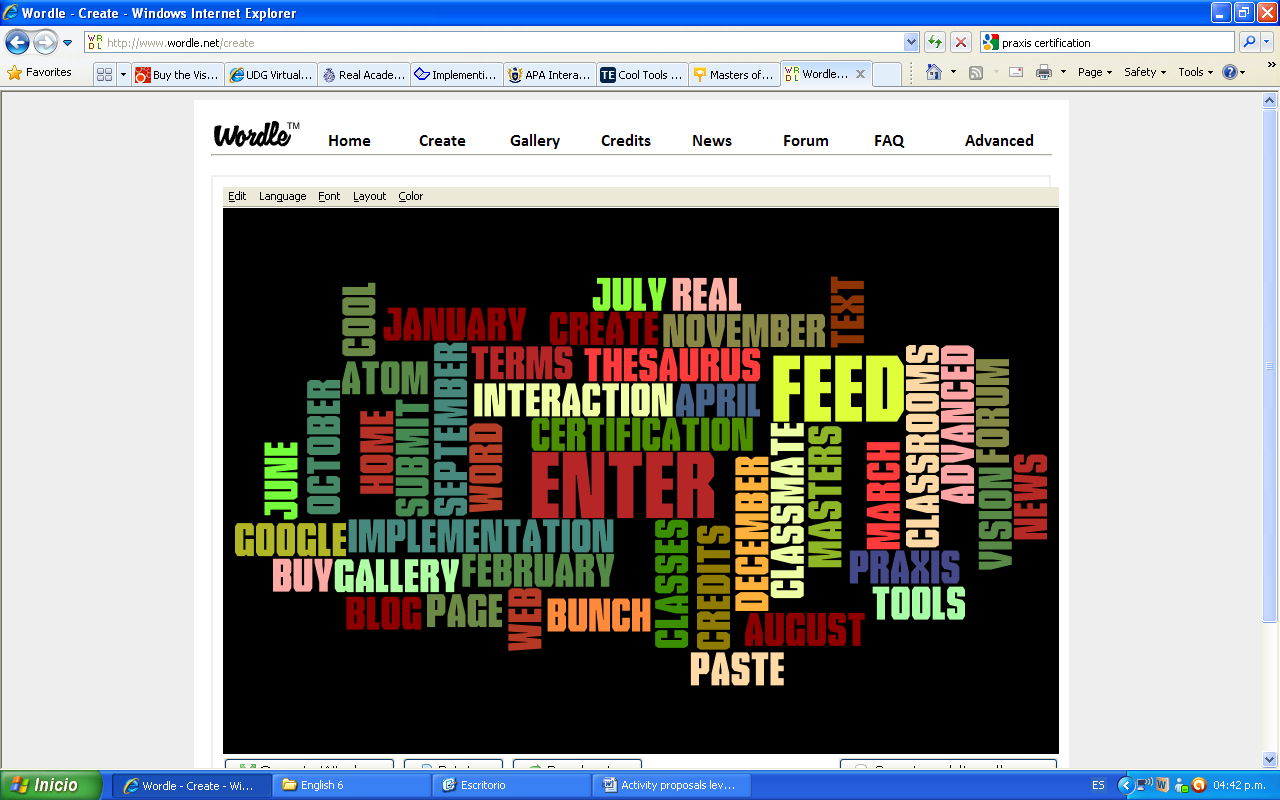 Wordle - Create - Windows Internet Explorer
http://www.wordle.net/create
praxis certification
Favorites
Buy the Vis...
UDG Virtual...
Real Acade...
Implementi...
APA Intera...
Cool Tools ...
Masters of...
Wordle...
Page
Safety
Tools
Wordle™
Home
Create
Gallery
Credits
News
Forum
FAQ
Advanced
Edit
Language
Font
Layout
Color
COOL
JULY
REAL
TEXT
JANUARY
CREATE
NOVEMBER
ATOM
SEPTEMBER
TERMS
THESAURUS
FEED
CLASSROOMS
ADVANCED
FORUM
OCTOBER
INTERACTION
APRIL
HOME
SUBMIT
WORD
CERTIFICATION
CLASSMATE
MASTERS
MARCH
JUNE
ENTER
DECEMBER
VISION
NEWS
GOOGLE
IMPLEMENTATION
CLASSES
CREDITS
PRAXIS
BUY
GALLERY
FEBRUARY
TOOLS
BLOG
PAGE
WEB
BUNCH
AUGUST
PASTE
Inicio
Wordle - Create - Wi...
English 6
Escritorio
Activity proposals lev...
ES
04:42 p.m.